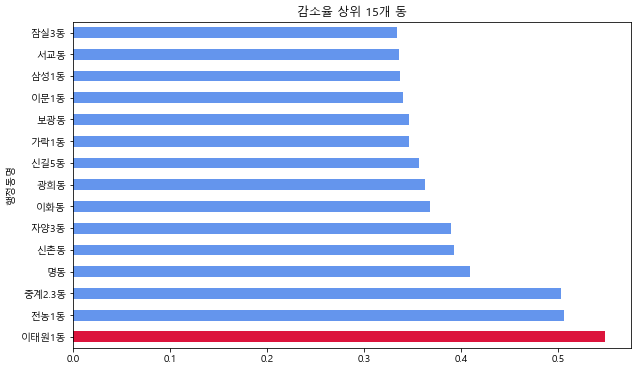 감소율 상위 15개 동
잠실3동
서교동
삼성1동
이문1동
보광동
가락1동
신길5동
광희동
이화동
자양3동
신촌동
명동
중계2.3동
전농1동
이태원1동
행정동명
0.0
0.1
0.2
0.3
0.4
0.5